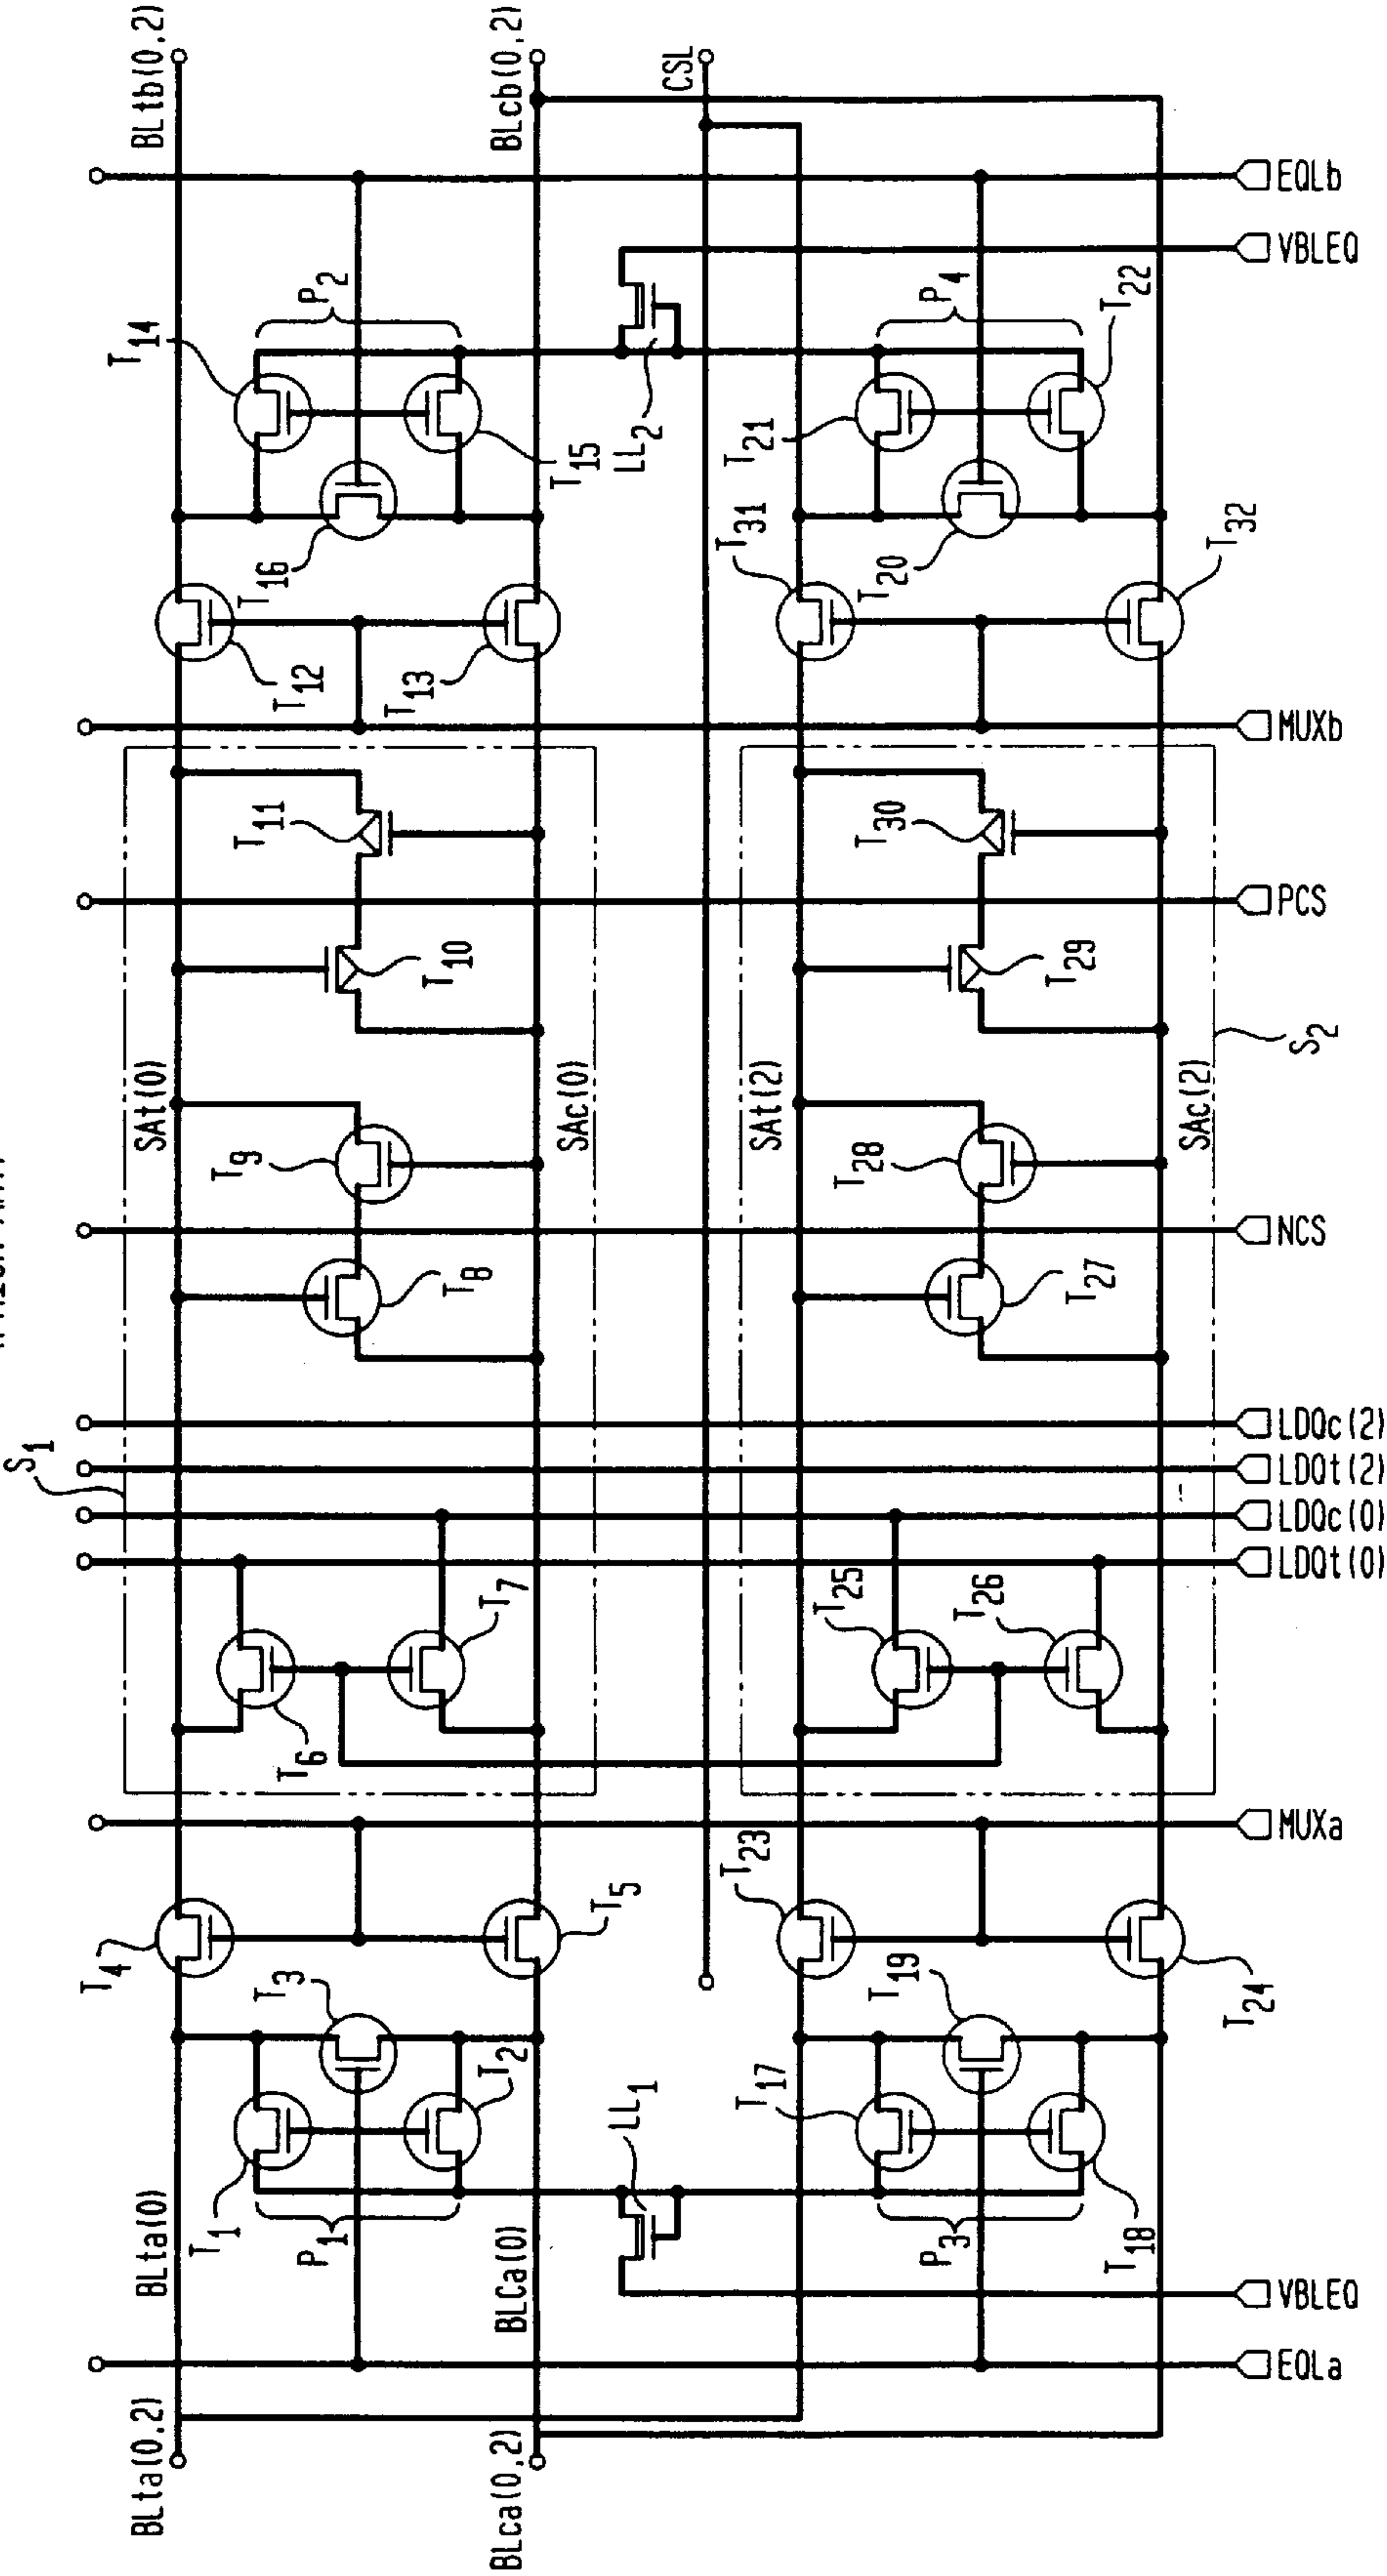 BLta(0,2)
BLta(0)
SAt(0)
BLtb(0,2)
BLca(0,2)
BLCa(0)
SAc(0)
BLcb(0,2)
CSL
SAt(2)
SAc(2)
S1
S2
T1
T2
T3
T4
T5
T6
T7
T8
T9
T10
T11
T12
T13
T14
T15
T16
P1
P2
LL1
LL2
T17
T18
T19
T23
T24
T25
T26
T27
T28
T29
T30
T31
T32
T20
T21
T22
P3
P4
EQLa
VBLEQ
MUXa
LDQt(0)
LDQc(0)
LDQt(2)
LDQc(2)
NCS
PCS
MUXb
VBLEQ
EQLb